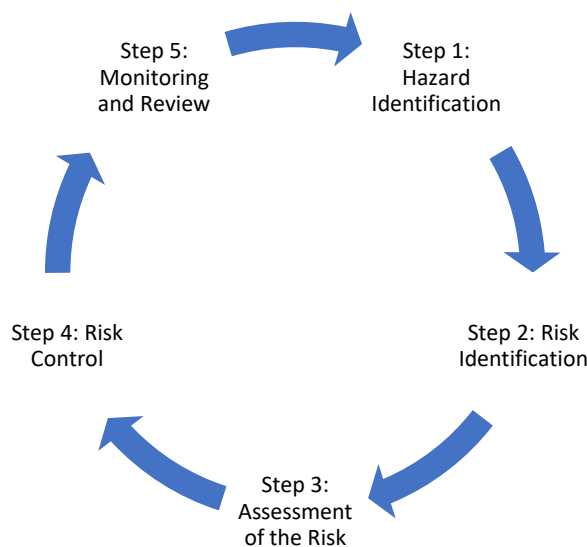 Step 1:
Hazard
Identification
Step 2: Risk
Identification
Step 3:
Assessment
of the Risk
Step 4: Risk
Control
Step 5:
Monitoring
and Review